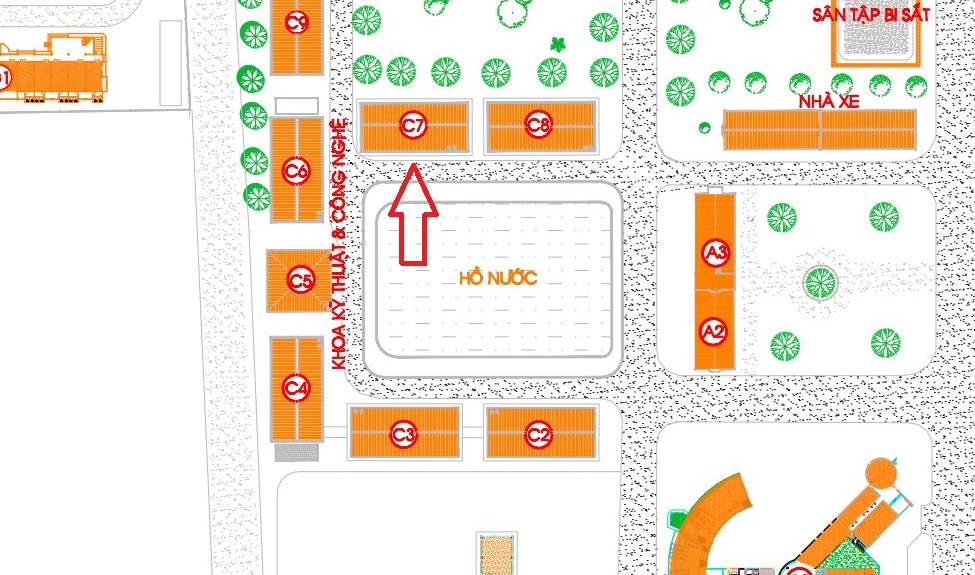 C9
SÂN TẬP BI SẮT
NHÀ XE
C7
C8
C6
KHOA KỸ THUẬT & CÔNG NGHỆ
A3
C5
HỒ NƯỚC
A2
C4
C3
C2